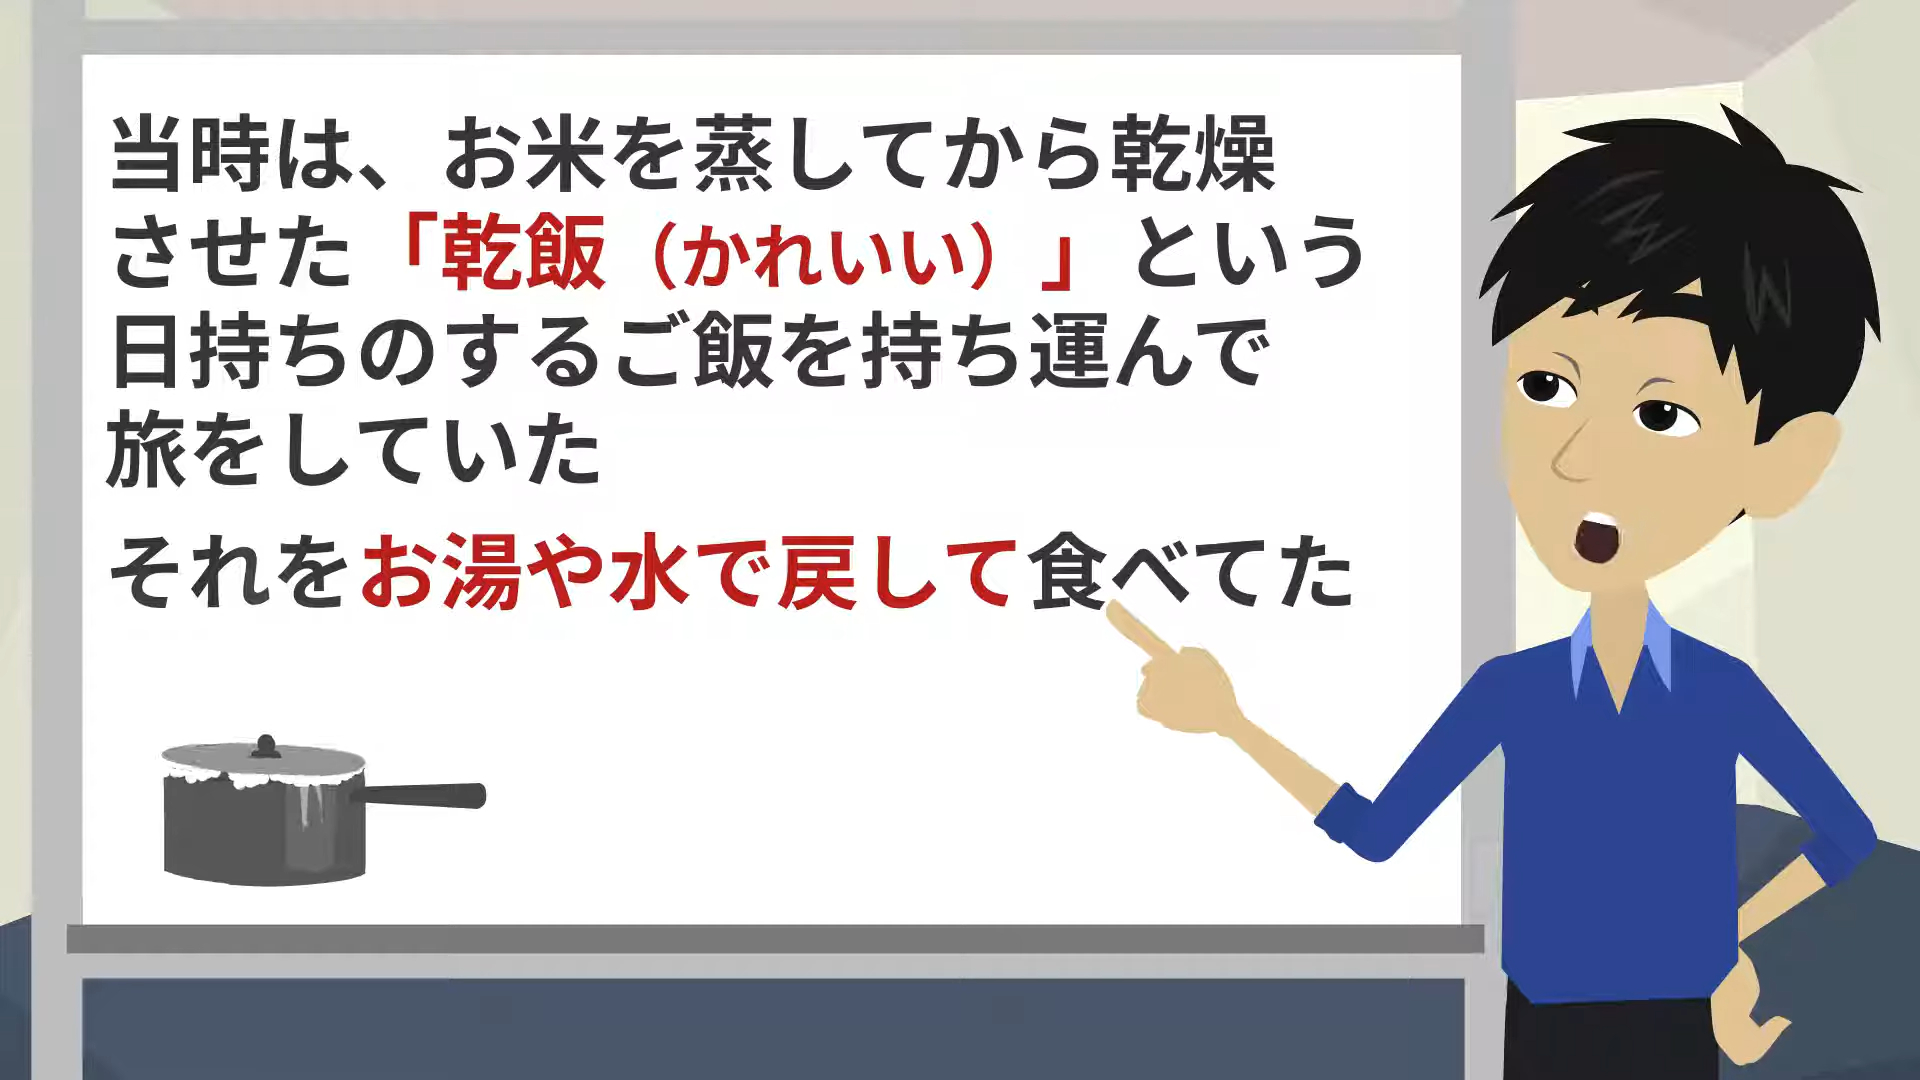 当時は、お米を蒸してから乾燥
させた「乾飯（かれいい）」という
日持ちのするご飯を持ち運んで
旅をしていた
それをお湯や水で戻して食べてた